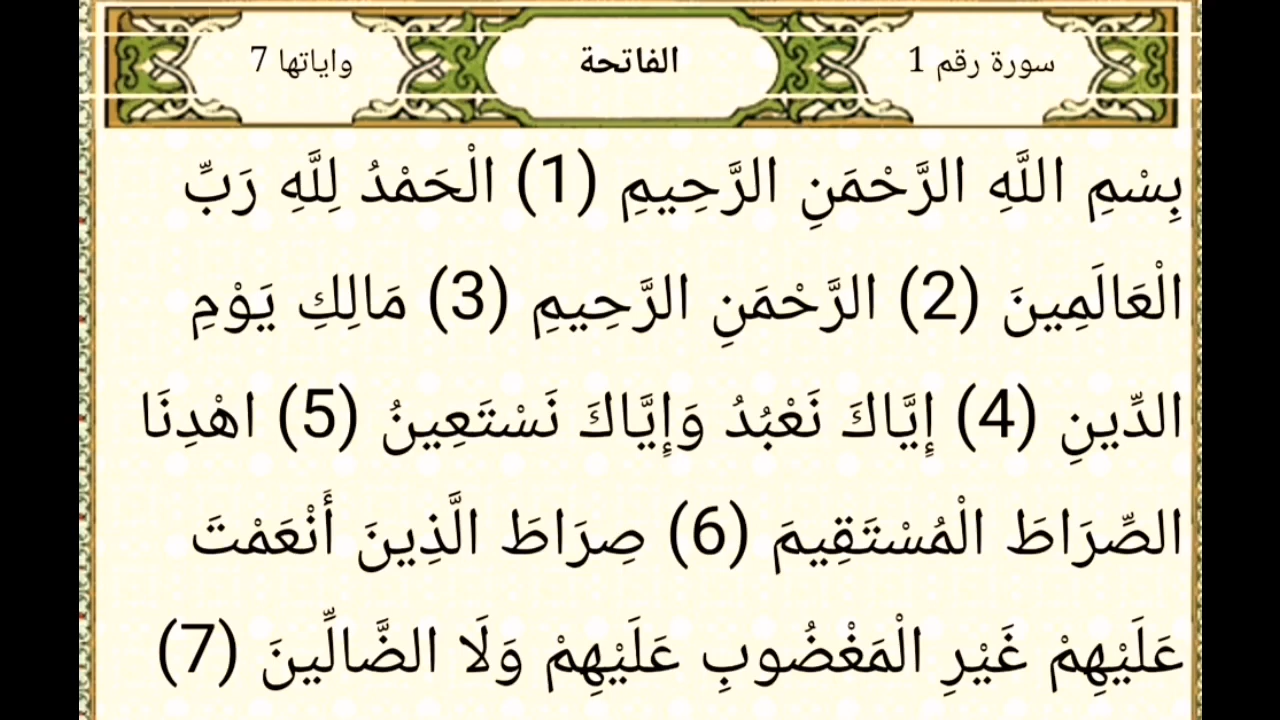 سورة رقم 1 الفاتحة واياتها 7
بِسْمِ اللَّهِ الرَّحْمَنِ الرَّحِيمِ (1) الْحَمْدُ لِلَّهِ رَبِّ
الْعَالَمِينَ (2) الرَّحْمَنِ الرَّحِيمِ (3) مَالِكِ يَوْمِ
الدِّينِ (4) إِيَّاكَ نَعْبُدُ وَإِيَّاكَ نَسْتَعِينُ (5) اهْدِنَا
الصِّرَاطَ الْمُسْتَقِيمَ (6) صِرَاطَ الَّذِينَ أَنْعَمْتَ
عَلَيْهِمْ غَيْرِ الْمَغْضُوبِ عَلَيْهِمْ وَلَا الضَّالِّينَ (7)